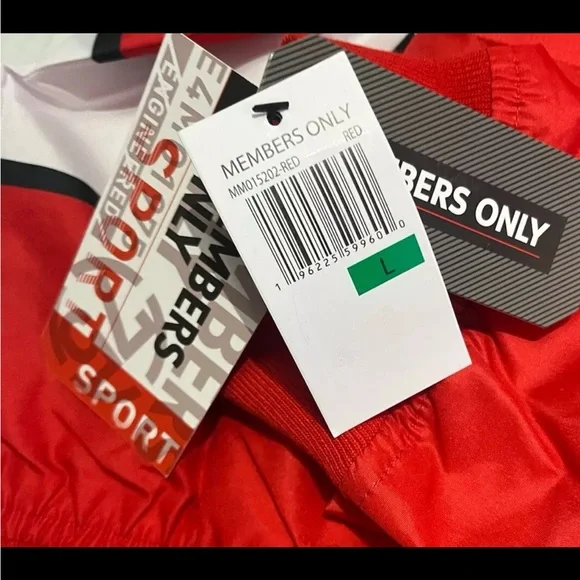 MEMBERS ONLY
MM015202-RED RED
1 96225 59960 0
L
BERS ONLY
SPORT
MEMBERS
ONLY
SPORT